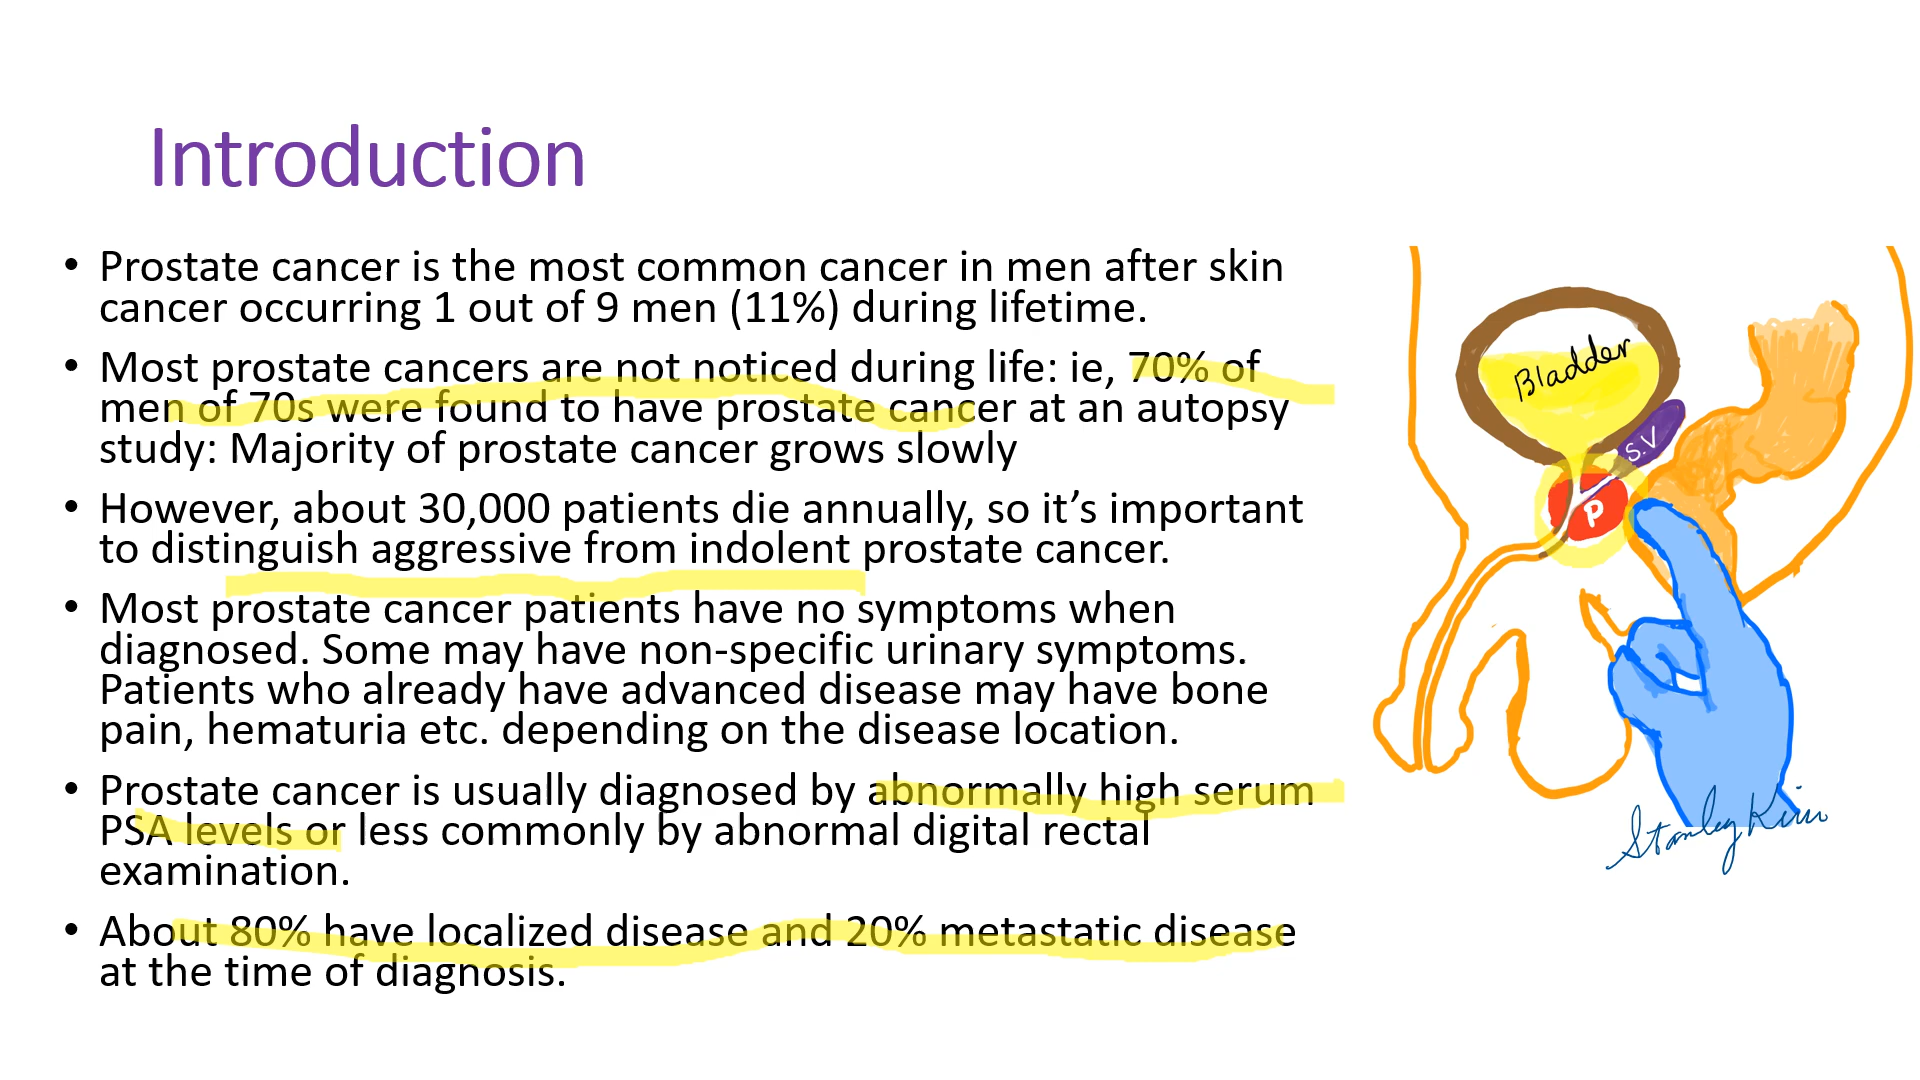 Introduction
• Prostate cancer is the most common cancer in men after skin
cancer occurring 1 out of 9 men (11%) during lifetime.
• Most prostate cancers are not noticed during life: ie, 70% of
men of 70s were found to have prostate cancer at an autopsy
study: Majority of prostate cancer grows slowly
• However, about 30,000 patients die annually, so it’s important
to distinguish aggressive from indolent prostate cancer.
• Most prostate cancer patients have no symptoms when
diagnosed. Some may have non-specific urinary symptoms.
Patients who already have advanced disease may have bone
pain, hematuria etc. depending on the disease location.
• Prostate cancer is usually diagnosed by abnormally high serum
PSA levels or less commonly by abnormal digital rectal
examination.
• About 80% have localized disease and 20% metastatic disease
at the time of diagnosis.
Bladder
S.V
P
Stanley Kim